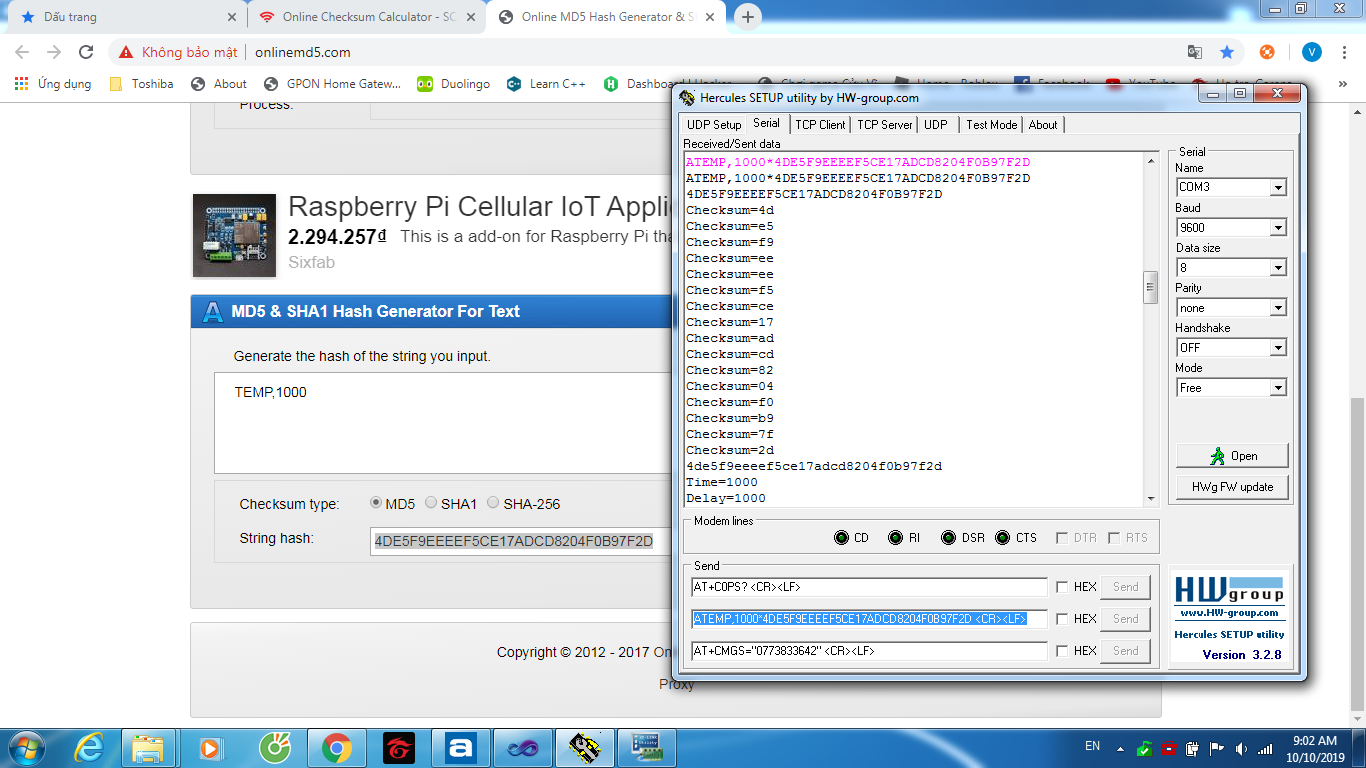 Dấu trang
Online Checksum Calculator - SC
Online MD5 Hash Generator & S
Không bảo mật
onlinemd5.com
V
Ứng dụng
Toshiba
About
GPON Home Gatew...
Duolingo
Learn C++
Process:
Raspberry Pi Cellular IoT Appli
2.294.257₫ This is a add-on for Raspberry Pi tha
Sixfab
MD5 & SHA1 Hash Generator For Text
Generate the hash of the string you input.
TEMP,1000
Checksum type:
MD5
SHA1
SHA-256
String hash:
4DE5F9EEEEF5CE17ADCD8204F0B97F2D
Copyright © 2012 - 2017 On
Proxy
Hercules SETUP utility by HW-group.com
UDP Setup
Serial
TCP Client
TCP Server
UDP
Test Mode
About
Received/Sent data
ATEMP,1000*4DE5F9EEEEF5CE17ADCD8204F0B97F2D
ATEMP,1000*4DE5F9EEEEF5CE17ADCD8204F0B97F2D
4DE5F9EEEEF5CE17ADCD8204F0B97F2D
Checksum=4d
Checksum=e5
Checksum=f9
Checksum=ee
Checksum=ee
Checksum=f5
Checksum=ce
Checksum=17
Checksum=ad
Checksum=cd
Checksum=82
Checksum=04
Checksum=f0
Checksum=b9
Checksum=7f
Checksum=2d
4de5f9eeeef5ce17adcd8204f0b97f2d
Time=1000
Delay=1000
Serial
Name
COM3
Baud
9600
Data size
8
Parity
none
Handshake
OFF
Mode
Free
Open
HWg FW update
Modem lines
CD
RI
DSR
CTS
DTR
RTS
Send
AT+COPS? <CR><LF>
HEX
Send
ATEMP,1000*4DE5F9EEEEF5CE17ADCD8204F0B97F2D <CR><LF>
HEX
Send
AT+CMGS="0773833642" <CR><LF>
HEX
Send
HW group
www.HW-group.com
Hercules SETUP utility
Version 3.2.8
EN
9:02 AM
10/10/2019